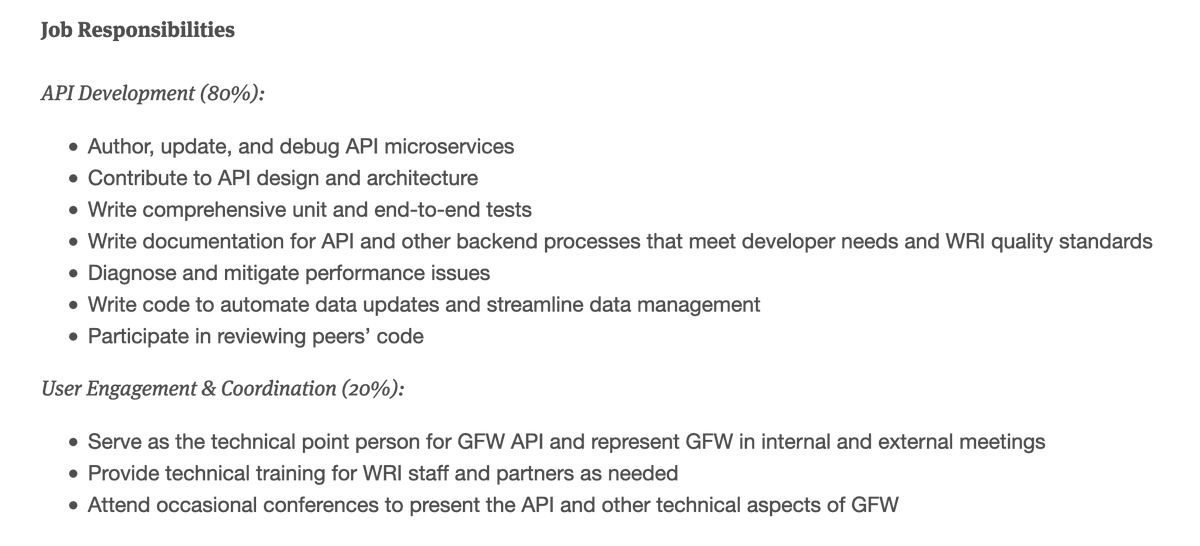 Job Responsibilities
API Development (80%):
• Author, update, and debug API microservices
• Contribute to API design and architecture
• Write comprehensive unit and end-to-end tests
• Write documentation for API and other backend processes that meet developer needs and WRI quality standards
• Diagnose and mitigate performance issues
• Write code to automate data updates and streamline data management
• Participate in reviewing peers’ code
User Engagement & Coordination (20%):
• Serve as the technical point person for GFW API and represent GFW in internal and external meetings
• Provide technical training for WRI staff and partners as needed
• Attend occasional conferences to present the API and other technical aspects of GFW